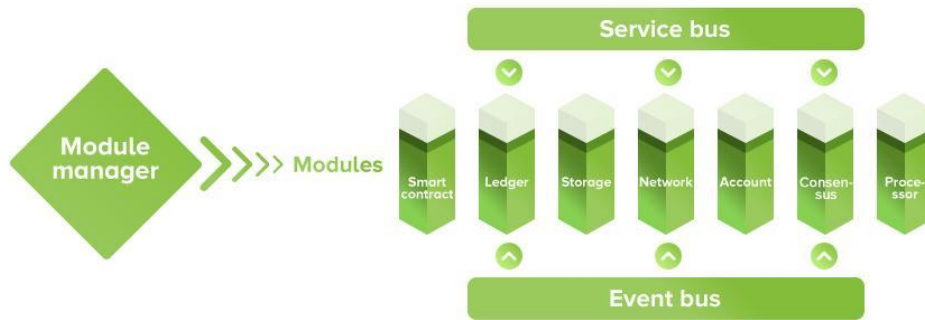 Service bus
Module
manager
Modules
Smart
contract
Ledger
Storage
Network
Account
Consen-
sus
Proce-
ssor
Event bus